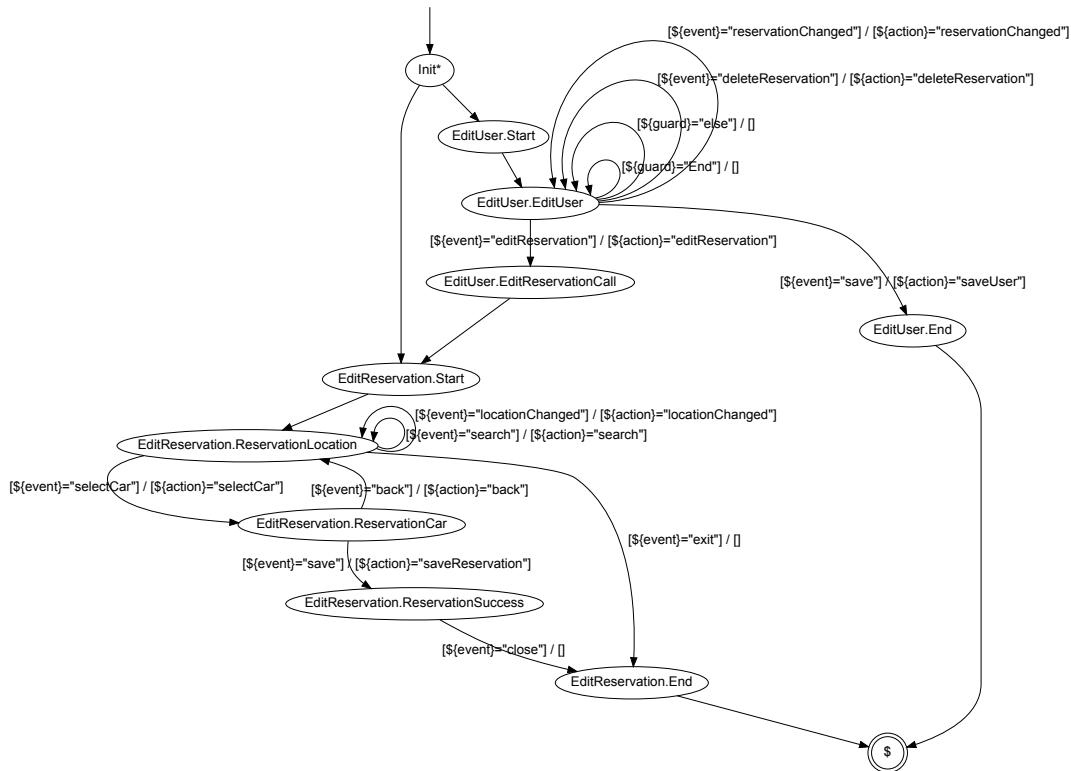 [${event}="reservationChanged"] / [${action}="reservationChanged"]
Init*
[${event}="deleteReservation"] / [${action}="deleteReservation"]
[${guard}="else"] / []
EditUser.Start
[${guard}="End"] / []
EditUser.EditUser
[${event}="editReservation"] / [${action}="editReservation"]
EditUser.EditReservationCall
[${event}="save"] / [${action}="saveUser"]
EditUser.End
EditReservation.Start
[${event}="locationChanged"] / [${action}="locationChanged"]
[${event}="search"] / [${action}="search"]
EditReservation.ReservationLocation
[${event}="selectCar"] / [${action}="selectCar"]
[${event}="back"] / [${action}="back"]
EditReservation.ReservationCar
[${event}="exit"] / []
[${event}="save"] / [${action}="saveReservation"]
EditReservation.ReservationSuccess
[${event}="close"] / []
EditReservation.End
$